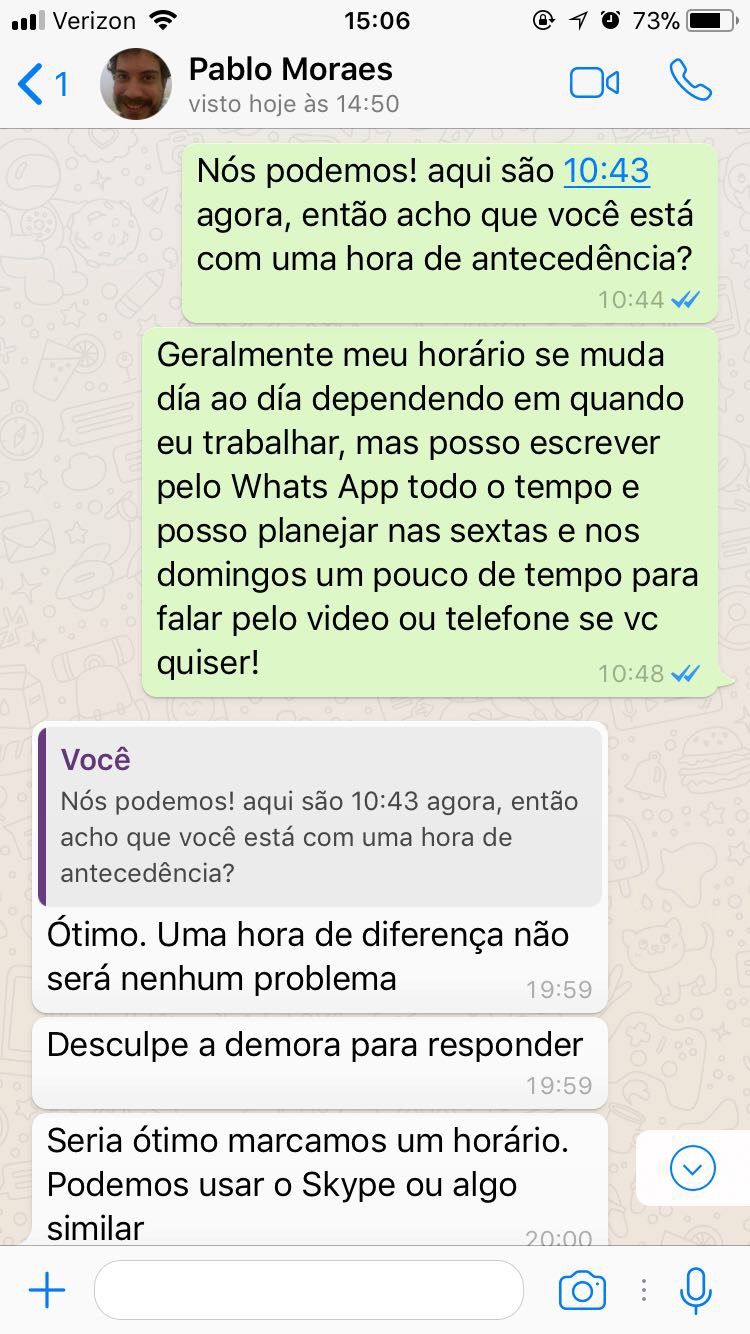 Verizon 15:06 73%
1 Pablo Moraes
visto hoje às 14:50
Nós podemos! aqui são 10:43
agora, então acho que você está
com uma hora de antecedência?
10:44
Geralmente meu horário se muda
día ao día dependendo em quando
eu trabalhar, mas posso escrever
pelo Whats App todo o tempo e
posso planejar nas sextas e nos
domingos um pouco de tempo para
falar pelo video ou telefone se vc
quiser!
10:48
Você
Nós podemos! aqui são 10:43 agora, então
acho que você está com uma hora de
antecedência?
Ótimo. Uma hora de diferença não
será nenhum problema
19:59
Desculpe a demora para responder
19:59
Seria ótimo marcamos um horário.
Podemos usar o Skype ou algo
similar
20:00